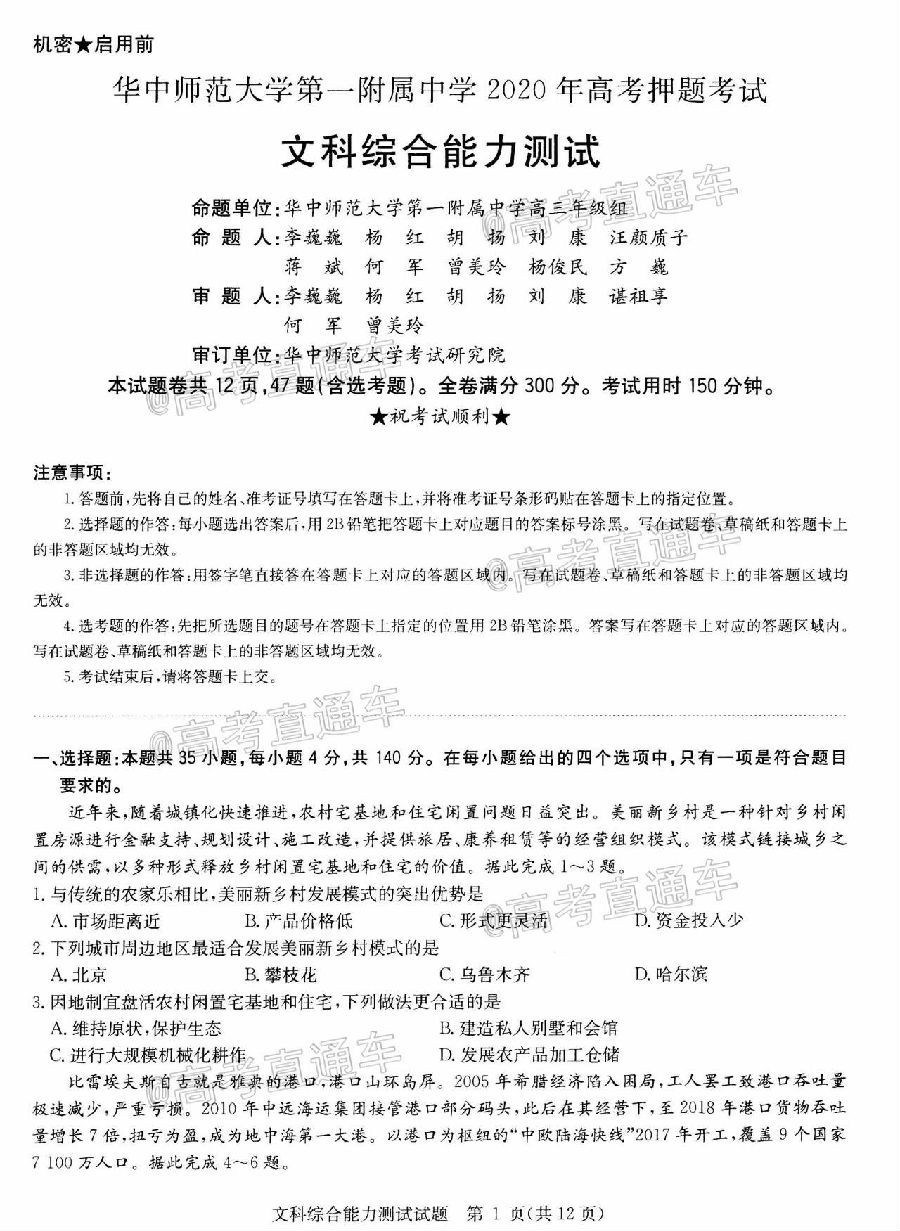 机密★启用前
华中师范大学第一附属中学 2020 年高考押题考试
文科综合能力测试
命题单位:华中师范大学第一附属中学高三年级组
命 题 人:李巍巍 杨 红 胡 扬 刘 康 汪颜质子
蒋 斌 何 军 曾美玲 杨俊民 方 巍
审 题 人:李巍巍 杨 红 胡 扬 刘 康 谌祖享
何 军 曾美玲
审订单位:华中师范大学考试研究院
本试题卷共 12 页,47 题(含选考题)。全卷满分 300 分。考试用时 150 分钟。
★祝考试顺利★
注意事项:
1. 答题前,先将自己的姓名、准考证号填写在答题卡上,并将准考证号条形码贴在答题卡上的指定位置。
2. 选择题的作答:每小题选出答案后,用 2B 铅笔把答题卡上对应题目的答案标号涂黑。写在试题卷、草稿纸和答题卡上
的非答题区域均无效。
3. 非选择题的作答:用签字笔直接答在答题卡上对应的答题区域内。写在试题卷、草稿纸和答题卡上的非答题区域均
无效。
4. 选考题的作答:先把所选题目的题号在答题卡上指定的位置用 2B 铅笔涂黑。答案写在答题卡上对应的答题区域内。
写在试题卷、草稿纸和答题卡上的非答题区域均无效。
5. 考试结束后,请将答题卡上交。
一、选择题:本题共 35 小题,每小题 4 分,共 140 分。在每小题给出的四个选项中,只有一项是符合题目
要求的。
近年来,随着城镇化快速推进,农村宅基地和住宅闲置问题日益突出。美丽新乡村是一种针对乡村闲
置房源进行金融支持、规划设计、施工改造,并提供旅居、康养租赁等的经营组织模式。该模式链接城乡之
间的供需,以多种形式释放乡村闲置宅基地和住宅的价值。据此完成 1～3 题。
1. 与传统的农家乐相比,美丽新乡村发展模式的突出优势是
A. 市场距离近 B. 产品价格低 C. 形式更灵活 D. 资金投入少
2. 下列城市周边地区最适合发展美丽新乡村模式的是
A. 北京 B. 攀枝花 C. 乌鲁木齐 D. 哈尔滨
3. 因地制宜盘活农村闲置宅基地和住宅,下列做法更合适的是
A. 维持原状,保护生态 B. 建造私人别墅和会馆
C. 进行大规模机械化耕作 D. 发展农产品加工仓储
比雷埃夫斯自古就是雅典的港口,港口山环岛屏。2005 年希腊经济陷入困局,工人罢工致港口吞吐量
极速减少,严重亏损。2010 年中远海运集团接管港口部分码头,此后在其经营下,至 2018 年港口货物吞吐
量增长 7 倍,扭亏为盈,成为地中海第一大港。以港口为枢纽的“中欧陆海快线”2017 年开工,覆盖 9 个国家
7 100 万人口。据此完成 4～6 题。
文科综合能力测试试题 第 1 页(共 12 页)
@高考直通车
@高考直通车
@高考直通车
@高考直通车
@高考直通车
@高考直通车